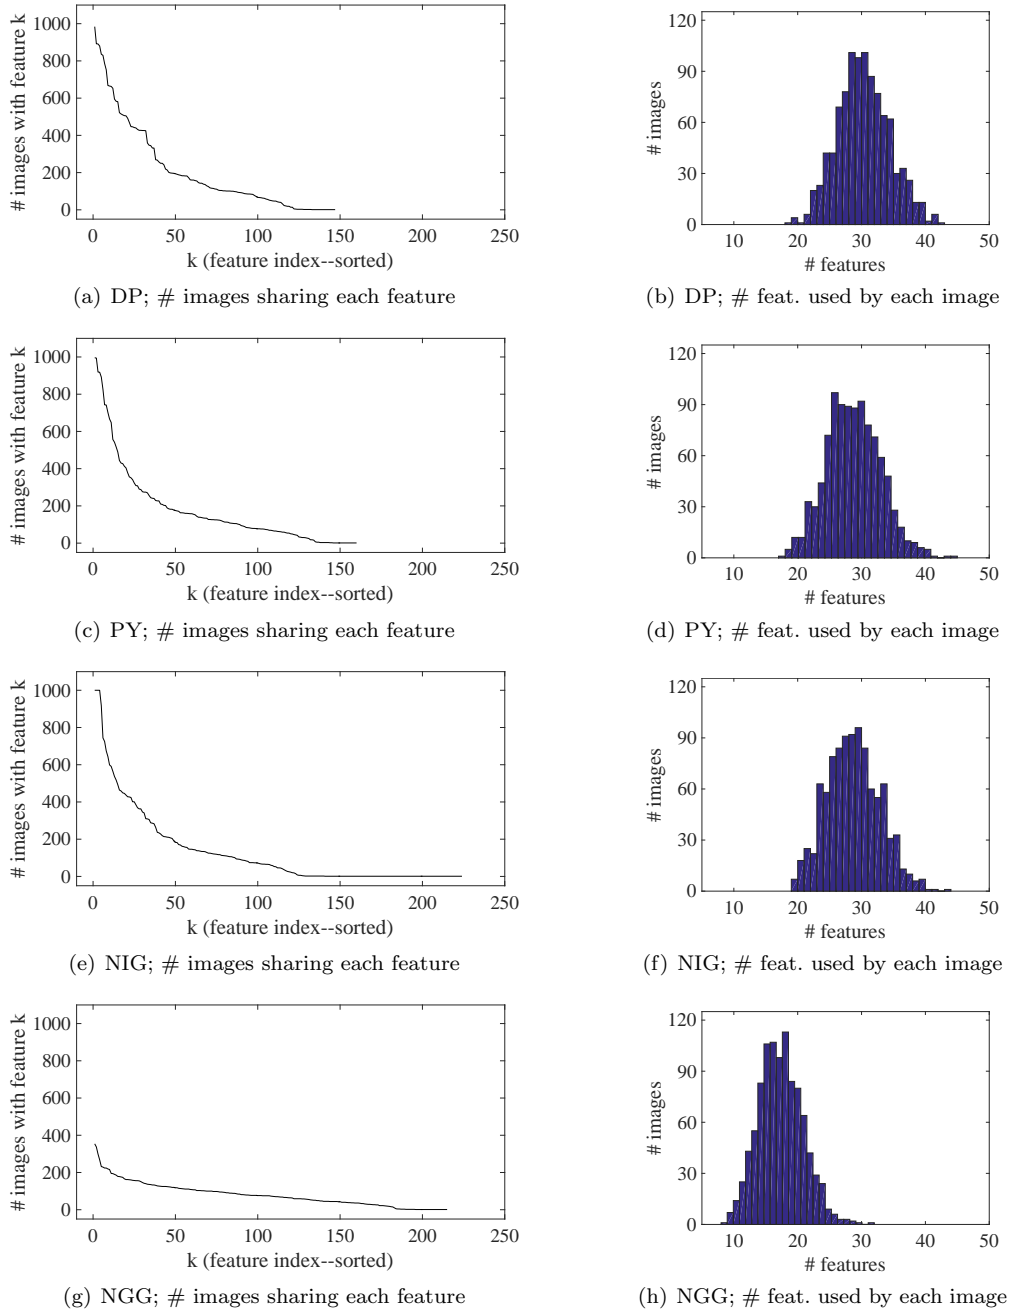 # images with feature k
1000
800
600
400
200
0
0 50 100 150 200 250
k (feature index--sorted)
(a) DP; # images sharing each feature
# images
120
90
60
30
0
10 20 30 40 50
# features
(b) DP; # feat. used by each image
# images with feature k
1000
800
600
400
200
0
0 50 100 150 200 250
k (feature index--sorted)
(c) PY; # images sharing each feature
# images
120
90
60
30
0
10 20 30 40 50
# features
(d) PY; # feat. used by each image
# images with feature k
1000
800
600
400
200
0
0 50 100 150 200 250
k (feature index--sorted)
(e) NIG; # images sharing each feature
# images
120
90
60
30
0
10 20 30 40 50
# features
(f) NIG; # feat. used by each image
# images with feature k
1000
800
600
400
200
0
0 50 100 150 200 250
k (feature index--sorted)
(g) NGG; # images sharing each feature
# images
120
90
60
30
0
10 20 30 40 50
# features
(h) NGG; # feat. used by each image